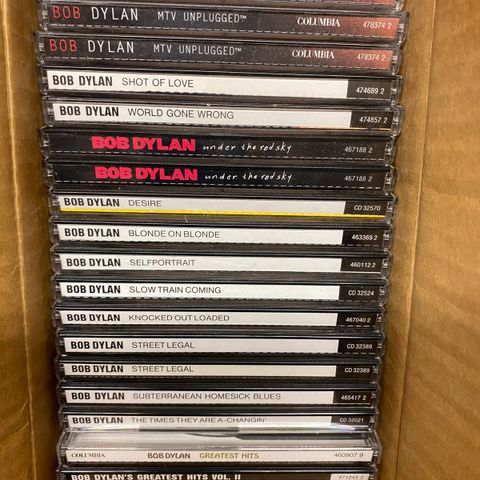 BOB DYLAN MTV UNPLUGGED™ COLUMBIA 478374 2
BOB DYLAN MTV UNPLUGGED™ COLUMBIA 478374 2
BOB DYLAN SHOT OF LOVE 474689 2
BOB DYLAN WORLD GONE WRONG 474857 2
BOB DYLAN under the red sky 467188 2
BOB DYLAN under the red sky 467188 2
BOB DYLAN DESIRE CD 32570
BOB DYLAN BLONDE ON BLONDE 463369 2
BOB DYLAN SELFPORTRAIT 460112 2
BOB DYLAN SLOW TRAIN COMING CD 32524
BOB DYLAN KNOCKED OUT LOADED 467040 2
BOB DYLAN STREET LEGAL CD 32389
BOB DYLAN STREET LEGAL CD 32389
BOB DYLAN SUBTERRANEAN HOMESICK BLUES 465417 2
BOB DYLAN THE TIMES THEY ARE A-CHANGIN' CD 32021
COLUMBIA BOB DYLAN GREATEST HITS 460907 9
BOB DYLAN'S GREATEST HITS VOL. II 471243 2